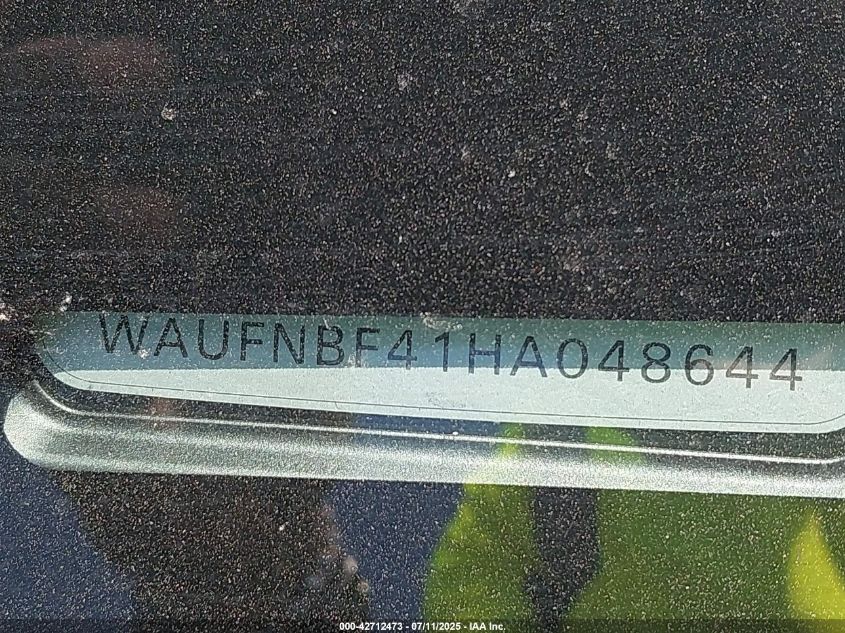 WAUFNBF41HA048644
000-42712473 - 07/11/2025 - IAA Inc.